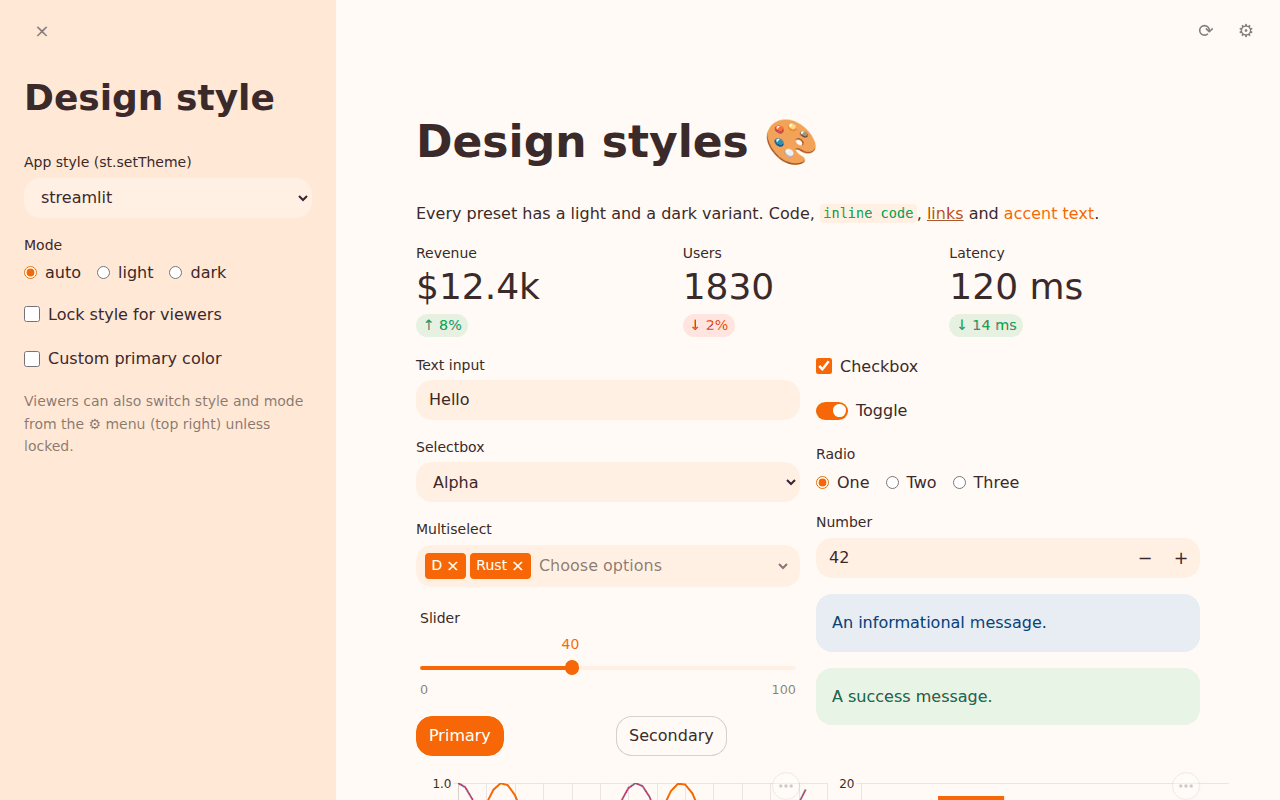 Design style
App style (st.setTheme)
streamlit
Mode
auto light dark
Lock style for viewers
Custom primary color
Viewers can also switch style and mode
from the ⚙ menu (top right) unless
locked.
Design styles 🎨
Every preset has a light and a dark variant. Code, inline code, links and accent text.
Revenue Users Latency
$12.4k 1830 120 ms
↑ 8% ↓ 2% ↓ 14 ms
Text input
Hello
Selectbox
Alpha
Multiselect
D × Rust × Choose options
Slider
40
0 100
Primary Secondary
Checkbox
Toggle
Radio
One Two Three
Number
42 − +
An informational message.
A success message.
1.0 20